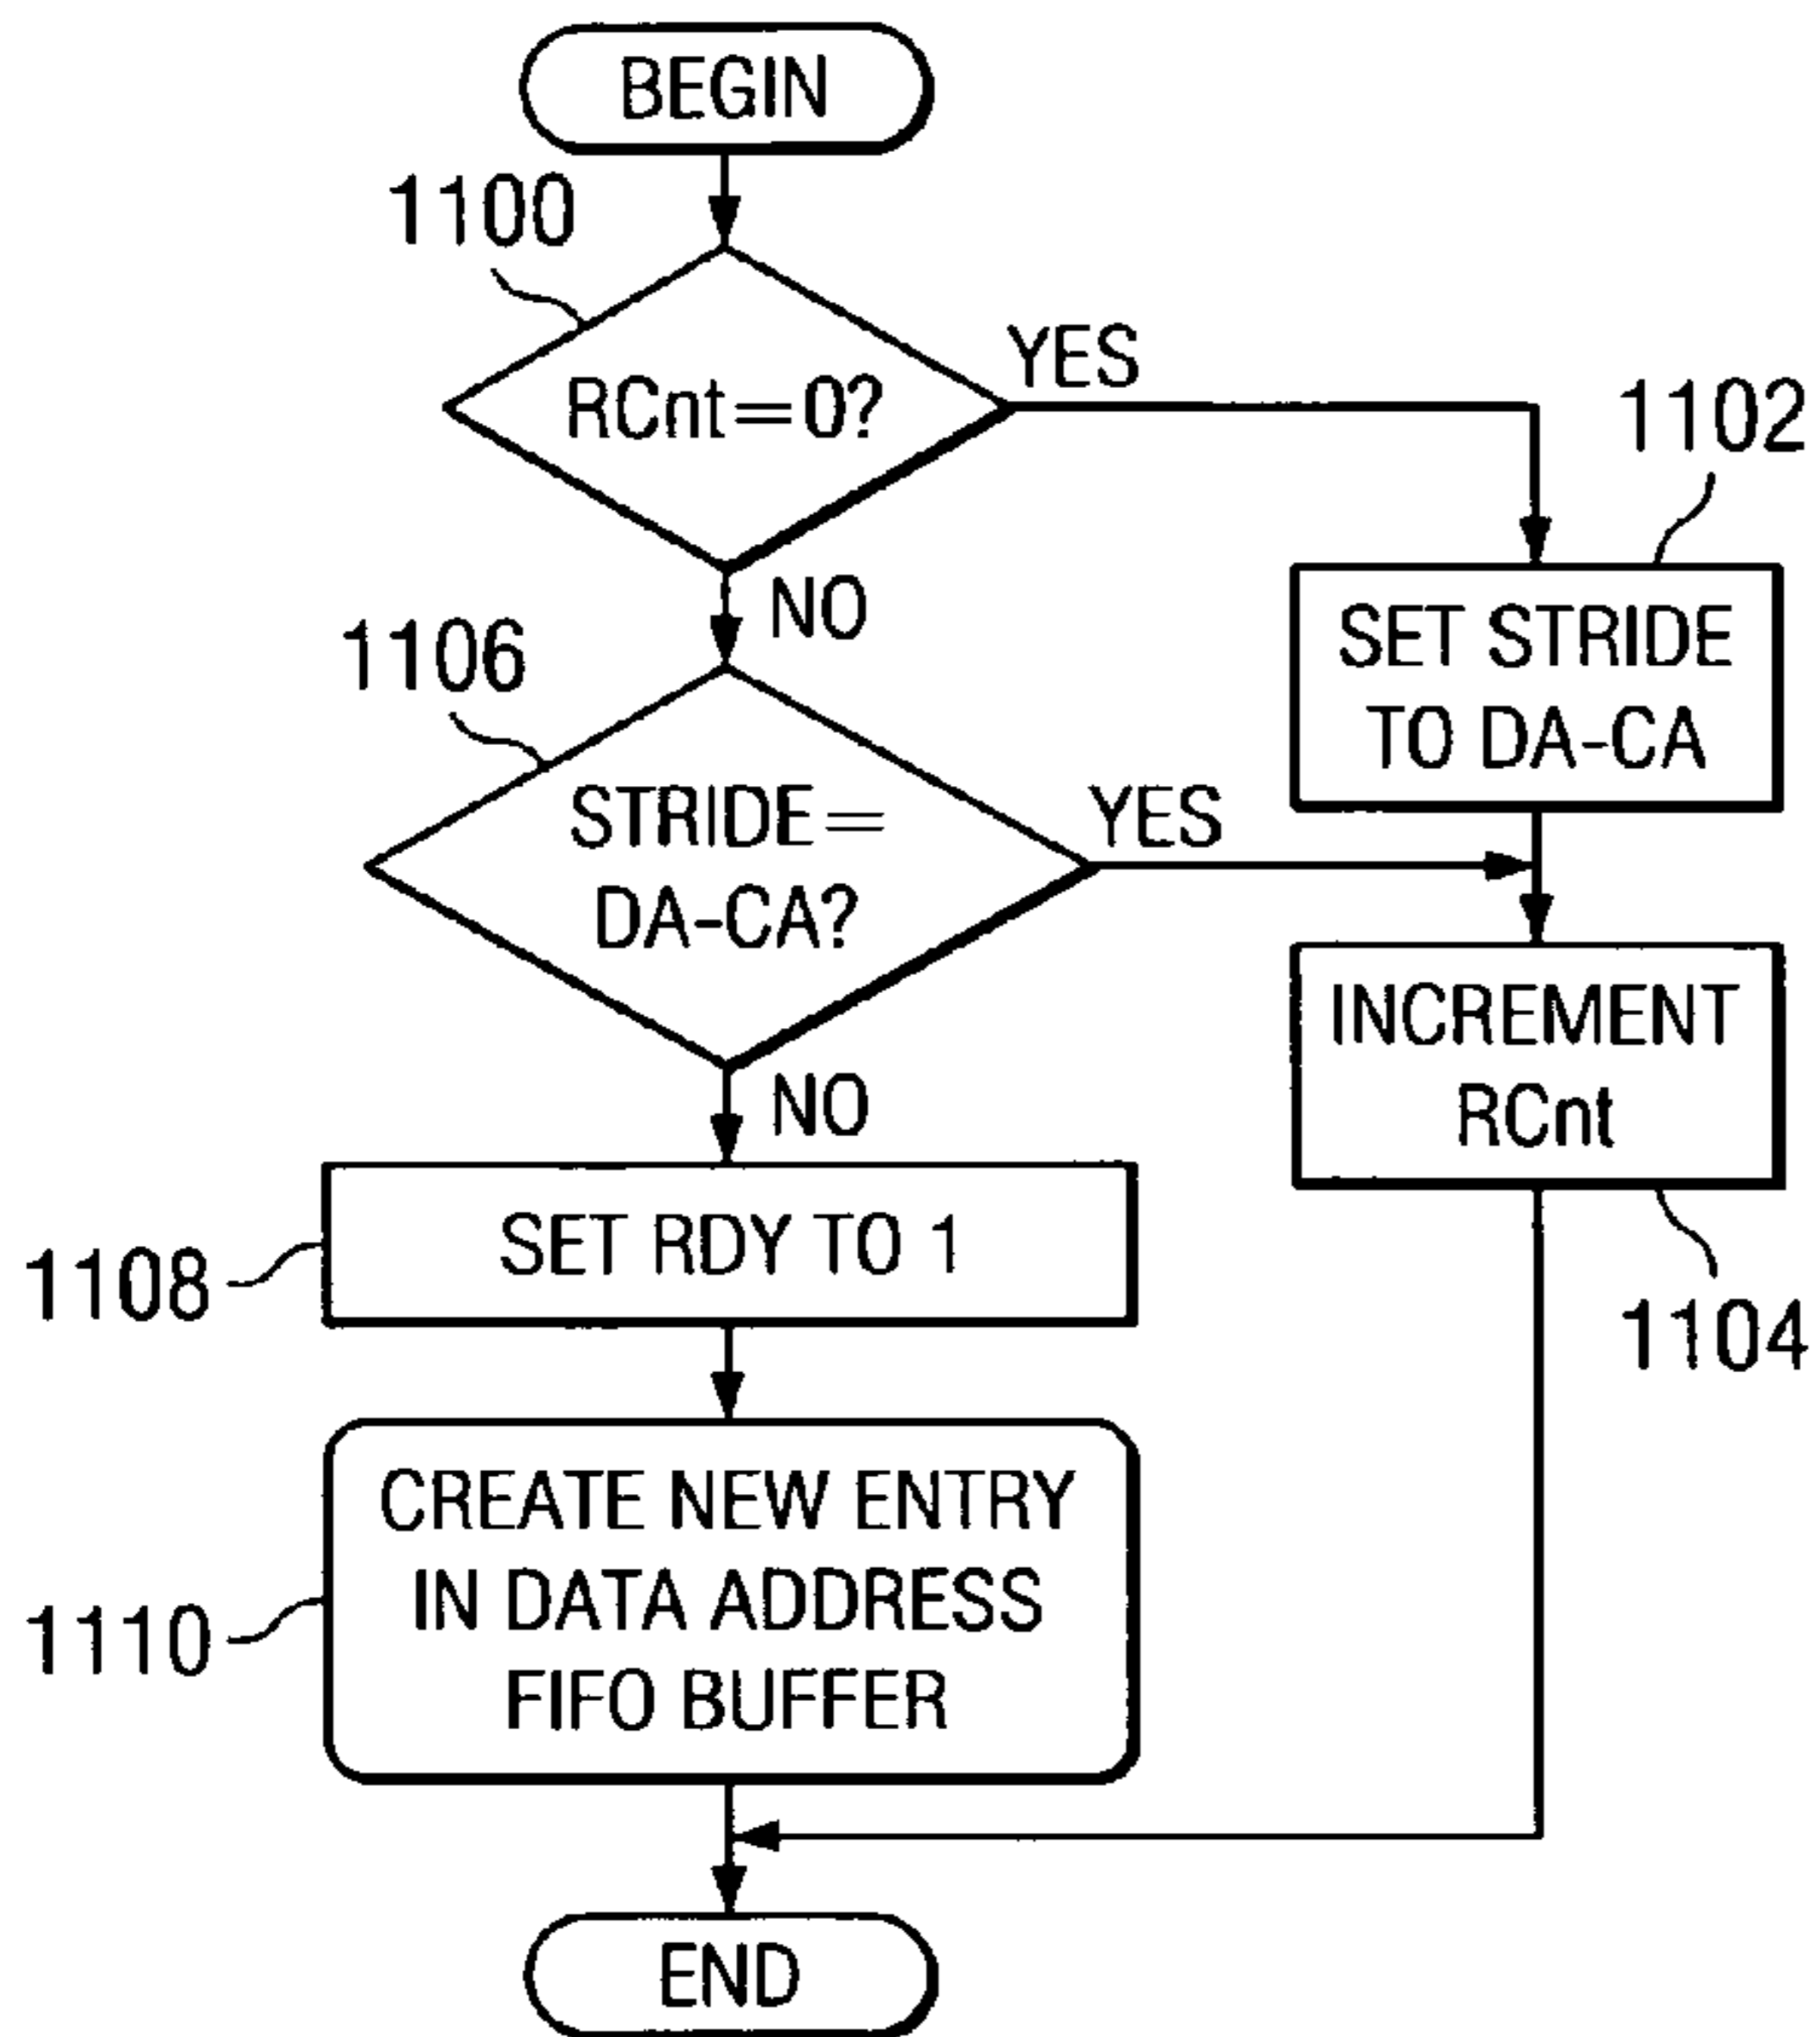 BEGIN
1100
RCnt=0?
YES
1102
NO
SET STRIDE
TO DA-CA
1106
STRIDE=
DA-CA?
YES
INCREMENT
RCnt
NO
1104
SET RDY TO 1
1108
CREATE NEW ENTRY
IN DATA ADDRESS
FIFO BUFFER
1110
END